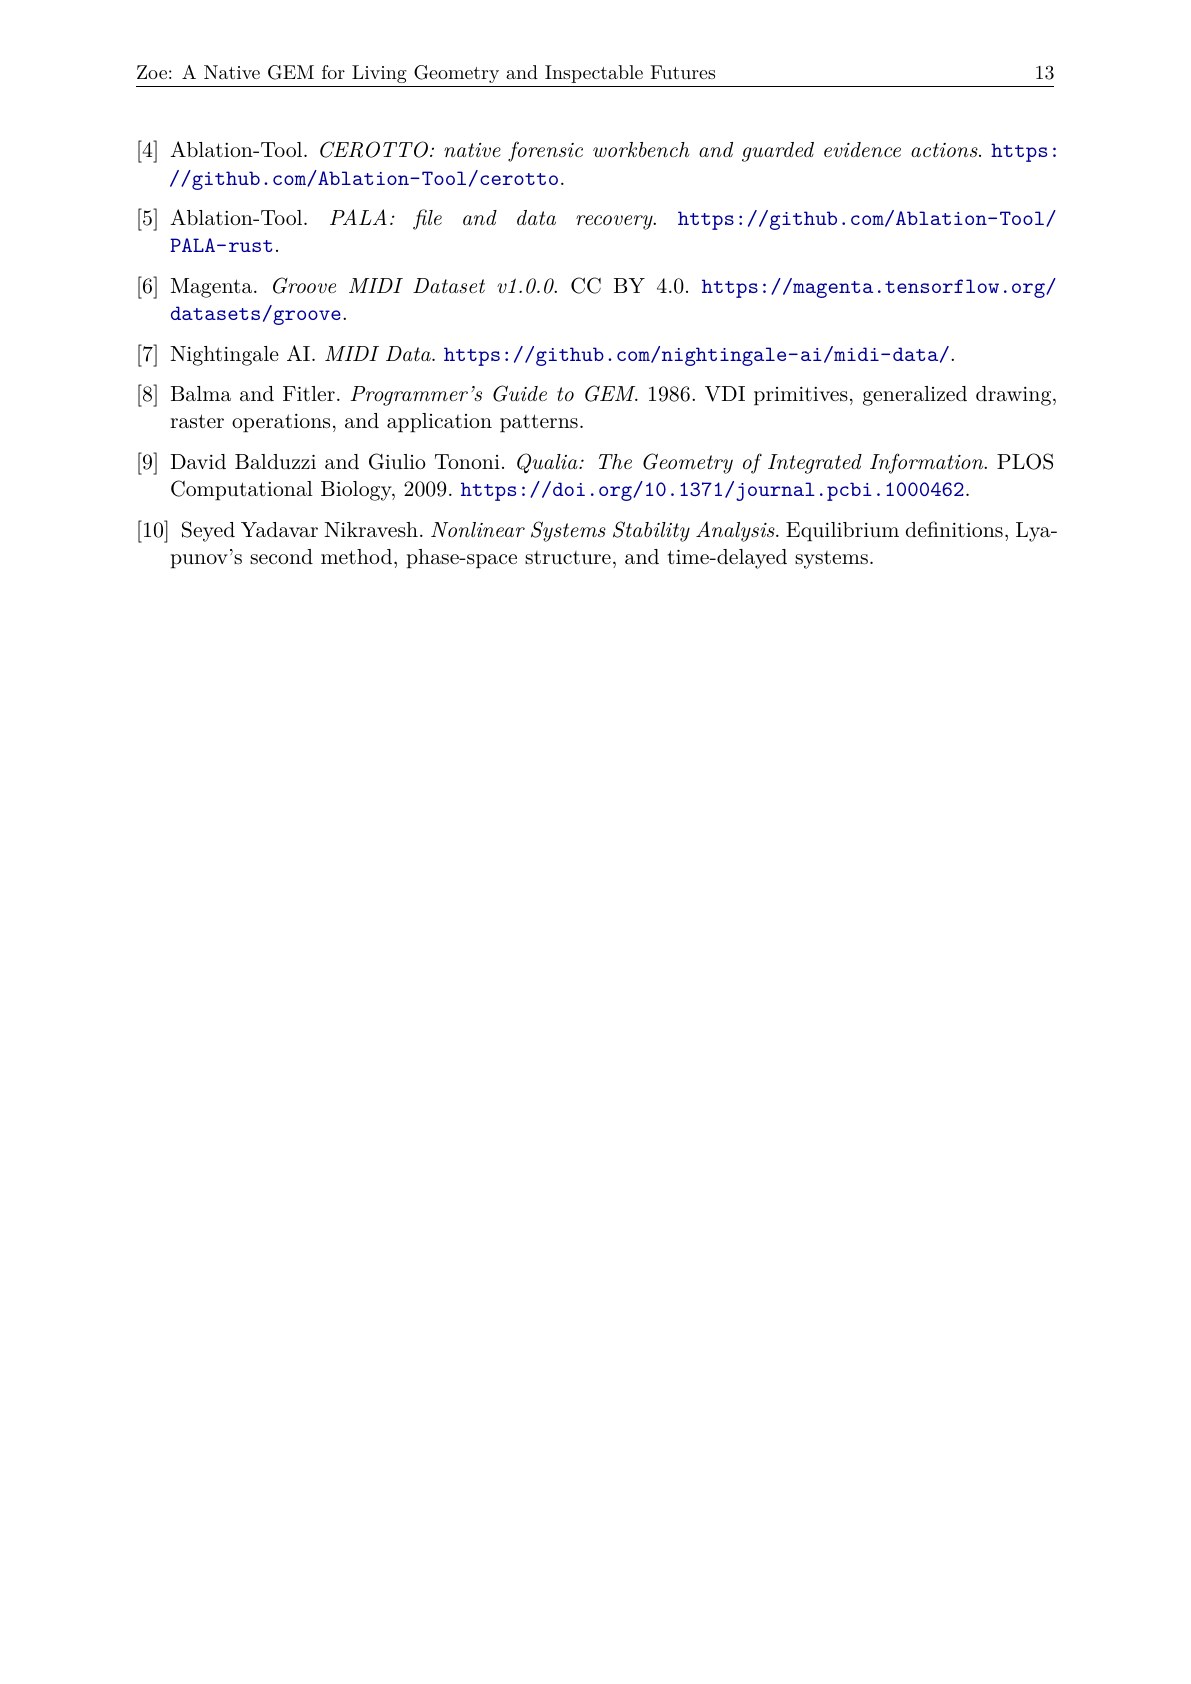 Zoe: A Native GEM for Living Geometry and Inspectable Futures 13
[4] Ablation-Tool. CEROTTO: native forensic workbench and guarded evidence actions. https:
//github.com/Ablation-Tool/cerotto.
[5] Ablation-Tool. PALA: file and data recovery. https://github.com/Ablation-Tool/
PALA-rust.
[6] Magenta. Groove MIDI Dataset v1.0.0. CC BY 4.0. https://magenta.tensorflow.org/
datasets/groove.
[7] Nightingale AI. MIDI Data. https://github.com/nightingale-ai/midi-data/.
[8] Balma and Fitler. Programmer's Guide to GEM. 1986. VDI primitives, generalized drawing,
raster operations, and application patterns.
[9] David Balduzzi and Giulio Tononi. Qualia: The Geometry of Integrated Information. PLOS
Computational Biology, 2009. https://doi.org/10.1371/journal.pcbi.1000462.
[10] Seyed Yadavar Nikravesh. Nonlinear Systems Stability Analysis. Equilibrium definitions, Lya-
punov's second method, phase-space structure, and time-delayed systems.